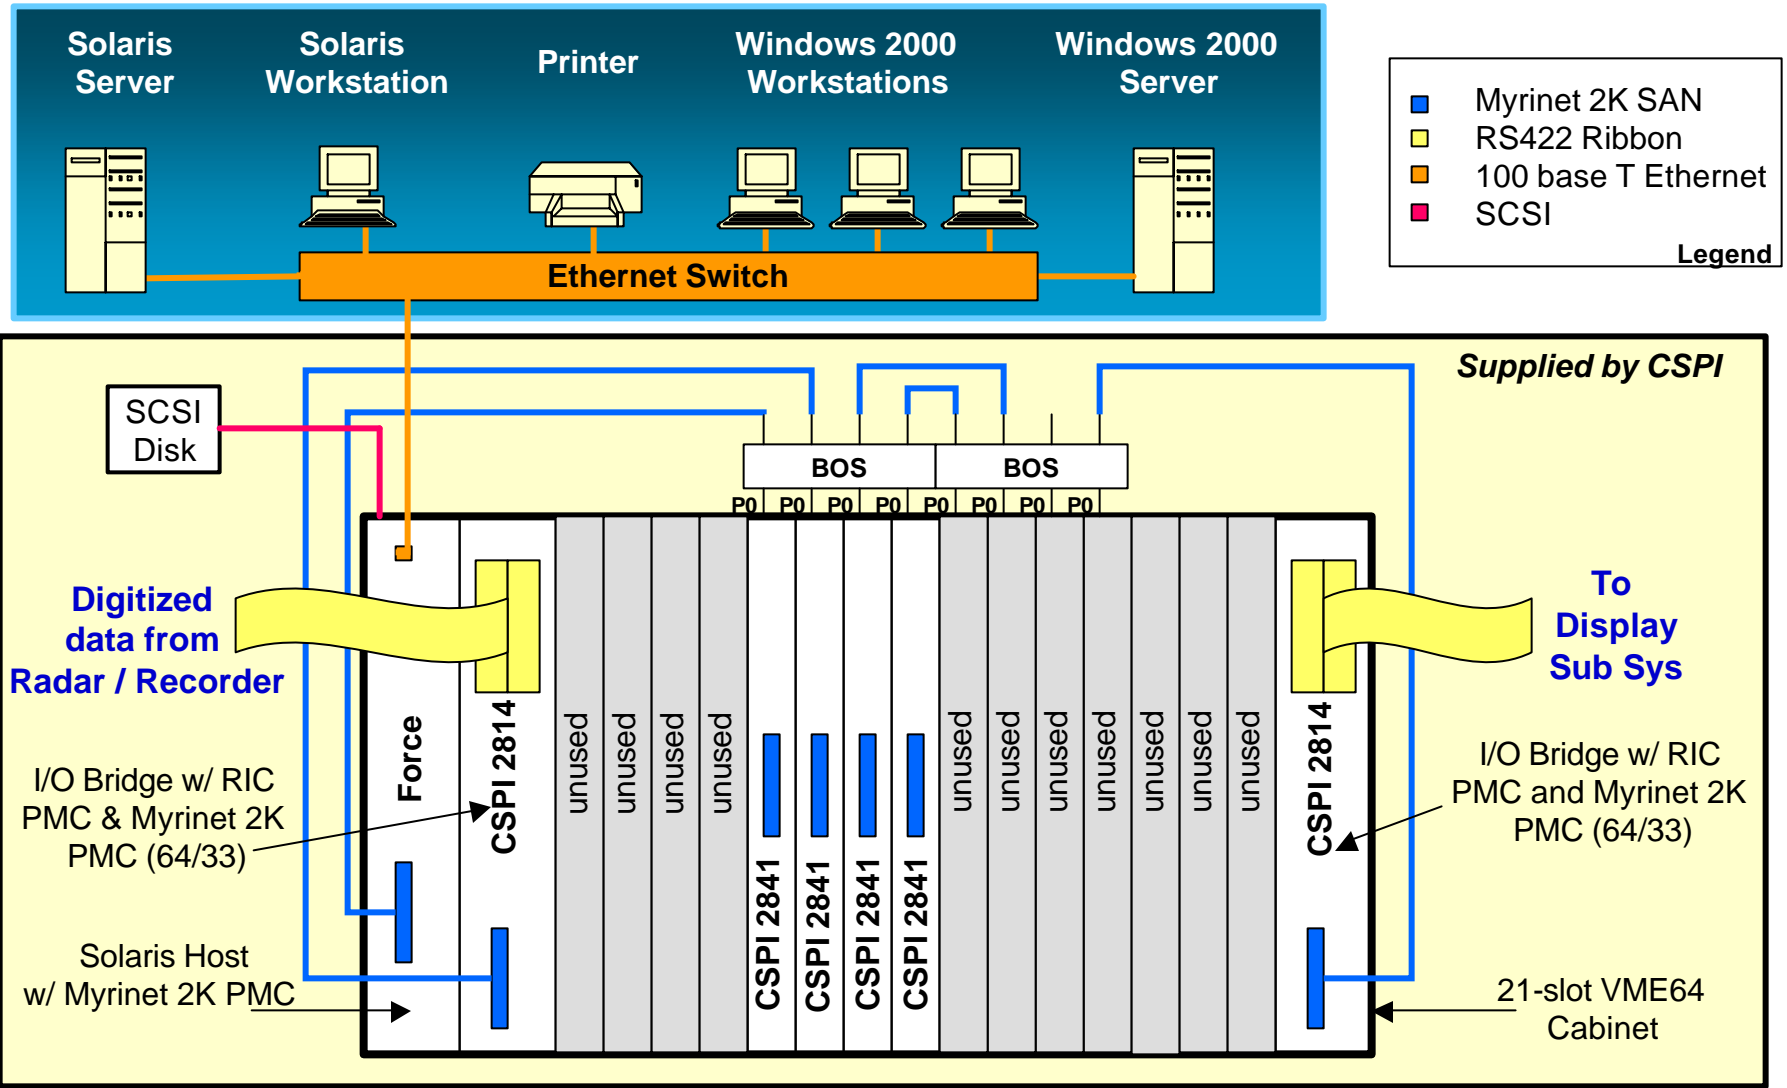 Solaris
Server
Solaris
Workstation
Printer
Windows 2000
Workstations
Windows 2000
Server
Ethernet Switch
Myrinet 2K SAN
RS422 Ribbon
100 base T Ethernet
SCSI
Legend
Supplied by CSPI
SCSI
Disk
BOS
BOS
P0 P0 P0 P0 P0 P0 P0 P0
Digitized
data from
Radar / Recorder
To
Display
Sub Sys
Force
CSPI 2814
unused
unused
unused
unused
CSPI 2841
CSPI 2841
CSPI 2841
CSPI 2841
unused
unused
unused
unused
unused
unused
unused
CSPI 2814
I/O Bridge w/ RIC
PMC & Myrinet 2K
PMC (64/33)
Solaris Host
w/ Myrinet 2K PMC
I/O Bridge w/ RIC
PMC and Myrinet 2K
PMC (64/33)
21-slot VME64
Cabinet